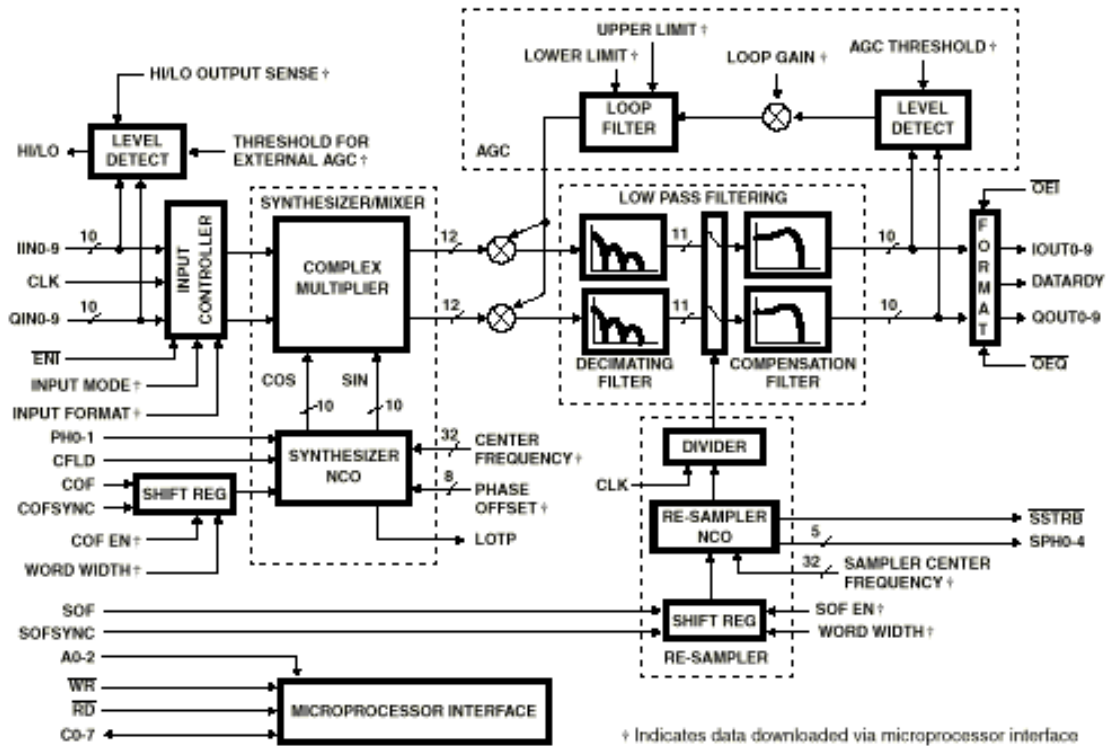 UPPER LIMIT †
LOWER LIMIT †
LOOP GAIN †
AGC THRESHOLD †
HI/LO OUTPUT SENSE †
LOOP
FILTER
LEVEL
DETECT
HI/LO
LEVEL
DETECT
THRESHOLD FOR
EXTERNAL AGC †
AGC
SYNTHESIZER/MIXER
LOW PASS FILTERING
OEI
IIN0-9
10
CLK
QIN0-9
10
INPUT
CONTROLLER
COMPLEX
MULTIPLIER
12
12
11
11
10
10
FORMAT
IOUT0-9
DATARDY
QOUT0-9
ENI
INPUT MODE †
INPUT FORMAT †
COS
SIN
10
10
DECIMATING
FILTER
COMPENSATION
FILTER
OEQ
PH0-1
CFLD
COF
COFSYNC
SHIFT REG
SYNTHESIZER
NCO
32
CENTER
FREQUENCY †
8
PHASE
OFFSET †
COF EN †
WORD WIDTH †
LOTP
DIVIDER
CLK
RE-SAMPLER
NCO
SSTRB
5
SPH0-4
32
SAMPLER CENTER
FREQUENCY †
SOF
SOFSYNC
SHIFT REG
SOF EN †
WORD WIDTH †
RE-SAMPLER
A0-2
WR
RD
C0-7
MICROPROCESSOR INTERFACE
† Indicates data downloaded via microprocessor interface